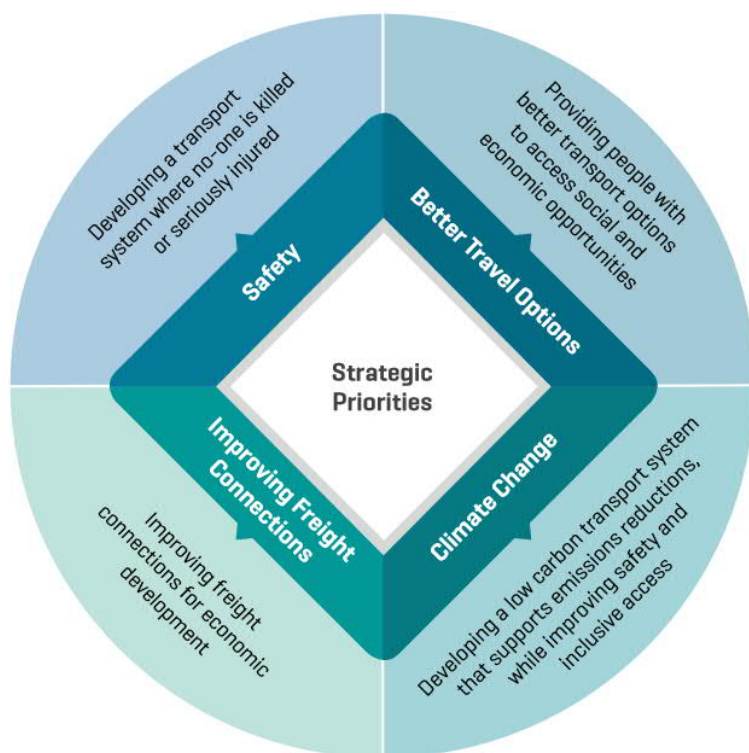 Developing a transport
system where no-one is killed
or seriously injured
Safety
Providing people with
better transport options
to access social and
economic opportunities
Better Travel Options
Strategic
Priorities
Improving Freight
Connections
Improving freight
connections for economic
development
Climate Change
Developing a low carbon transport system
that supports emissions reductions,
while improving safety and
inclusive access